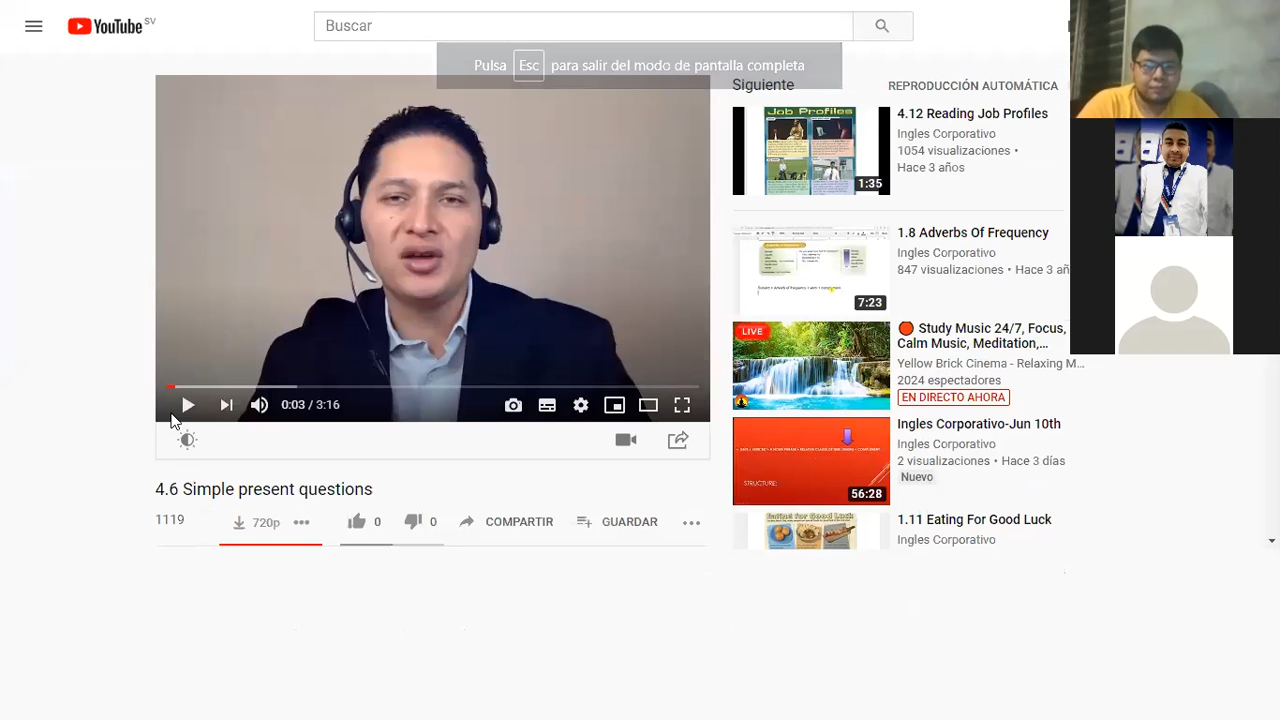 YouTube SV
Buscar
Pulsa Esc para salir del modo de pantalla completa
Siguiente
REPRODUCCIÓN AUTOMÁTICA
Job Profiles
1:35
4.12 Reading Job Profiles
Ingles Corporativo
1054 visualizaciones •
Hace 3 años
7:23
1.8 Adverbs Of Frequency
Ingles Corporativo
847 visualizaciones • Hace 3 añ
LIVE
Study Music 24/7, Focus,
Calm Music, Meditation,...
Yellow Brick Cinema - Relaxing M...
2024 espectadores
EN DIRECTO AHORA
STRUCTURE:
56:28
Ingles Corporativo-Jun 10th
Ingles Corporativo
2 visualizaciones • Hace 3 días
Nuevo
Eating For Good Luck
1.11 Eating For Good Luck
Ingles Corporativo
0:03 / 3:16
4.6 Simple present questions
1119
720p
0
0
COMPARTIR
GUARDAR